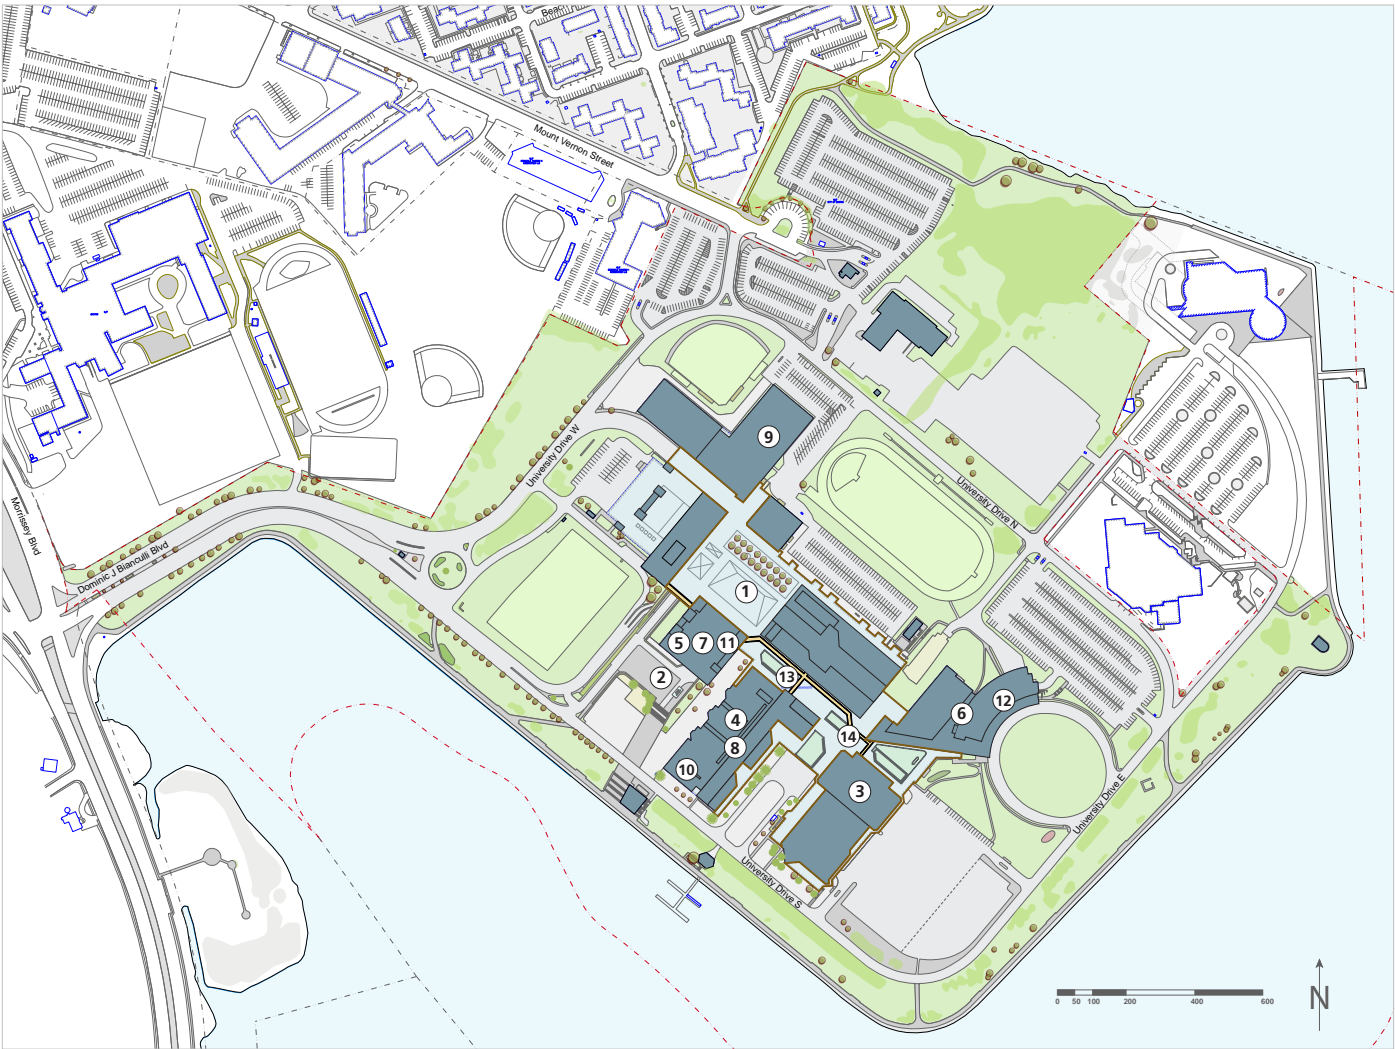 Bea
Mount Vernon Street
University Drive W
9
University Drive N
Morrissey Blvd
Dominic J Bianculli Blvd
1
5 7 11
2
13
12
4
6
14
8
10
3
University Drive E
University Drive S
0 50 100 200 400 600
N